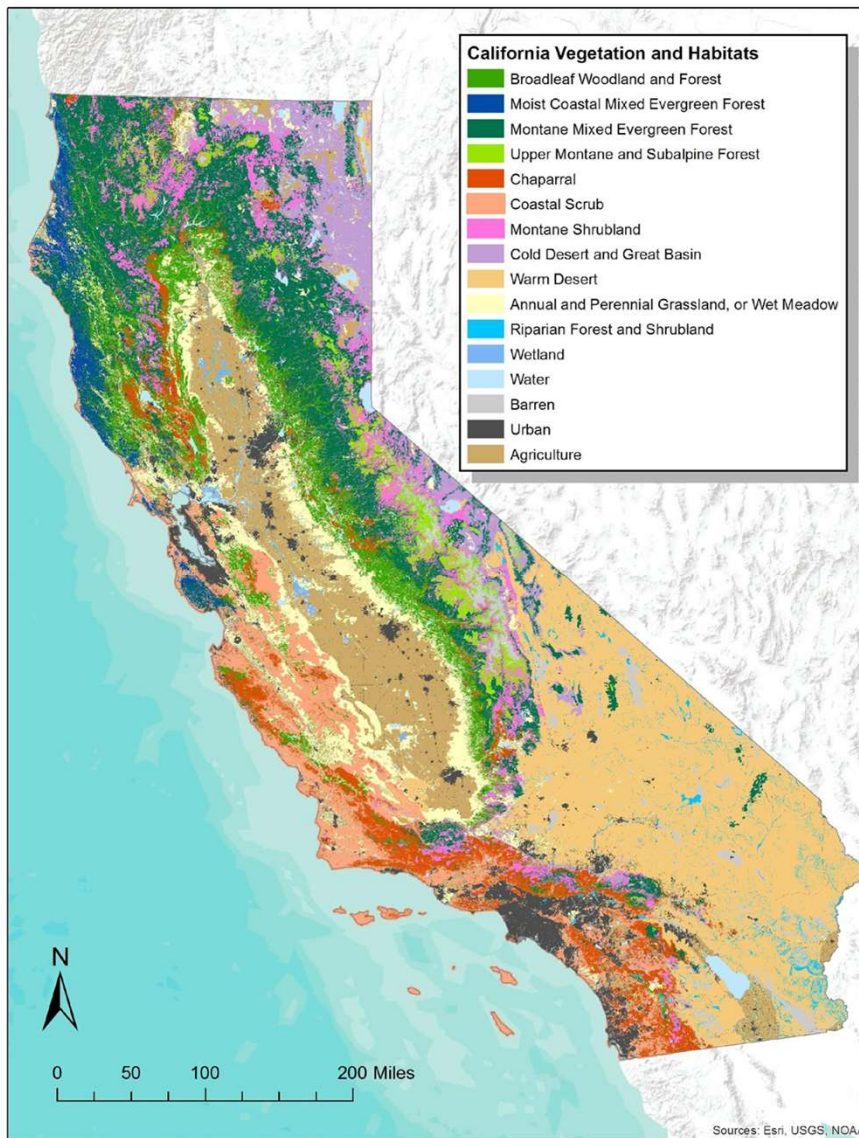 California Vegetation and Habitats
Broadleaf Woodland and Forest
Moist Coastal Mixed Evergreen Forest
Montane Mixed Evergreen Forest
Upper Montane and Subalpine Forest
Chaparral
Coastal Scrub
Montane Shrubland
Cold Desert and Great Basin
Warm Desert
Annual and Perennial Grassland, or Wet Meadow
Riparian Forest and Shrubland
Wetland
Water
Barren
Urban
Agriculture
N
0 50 100 200 Miles
Sources: Esri, USGS, NOAA